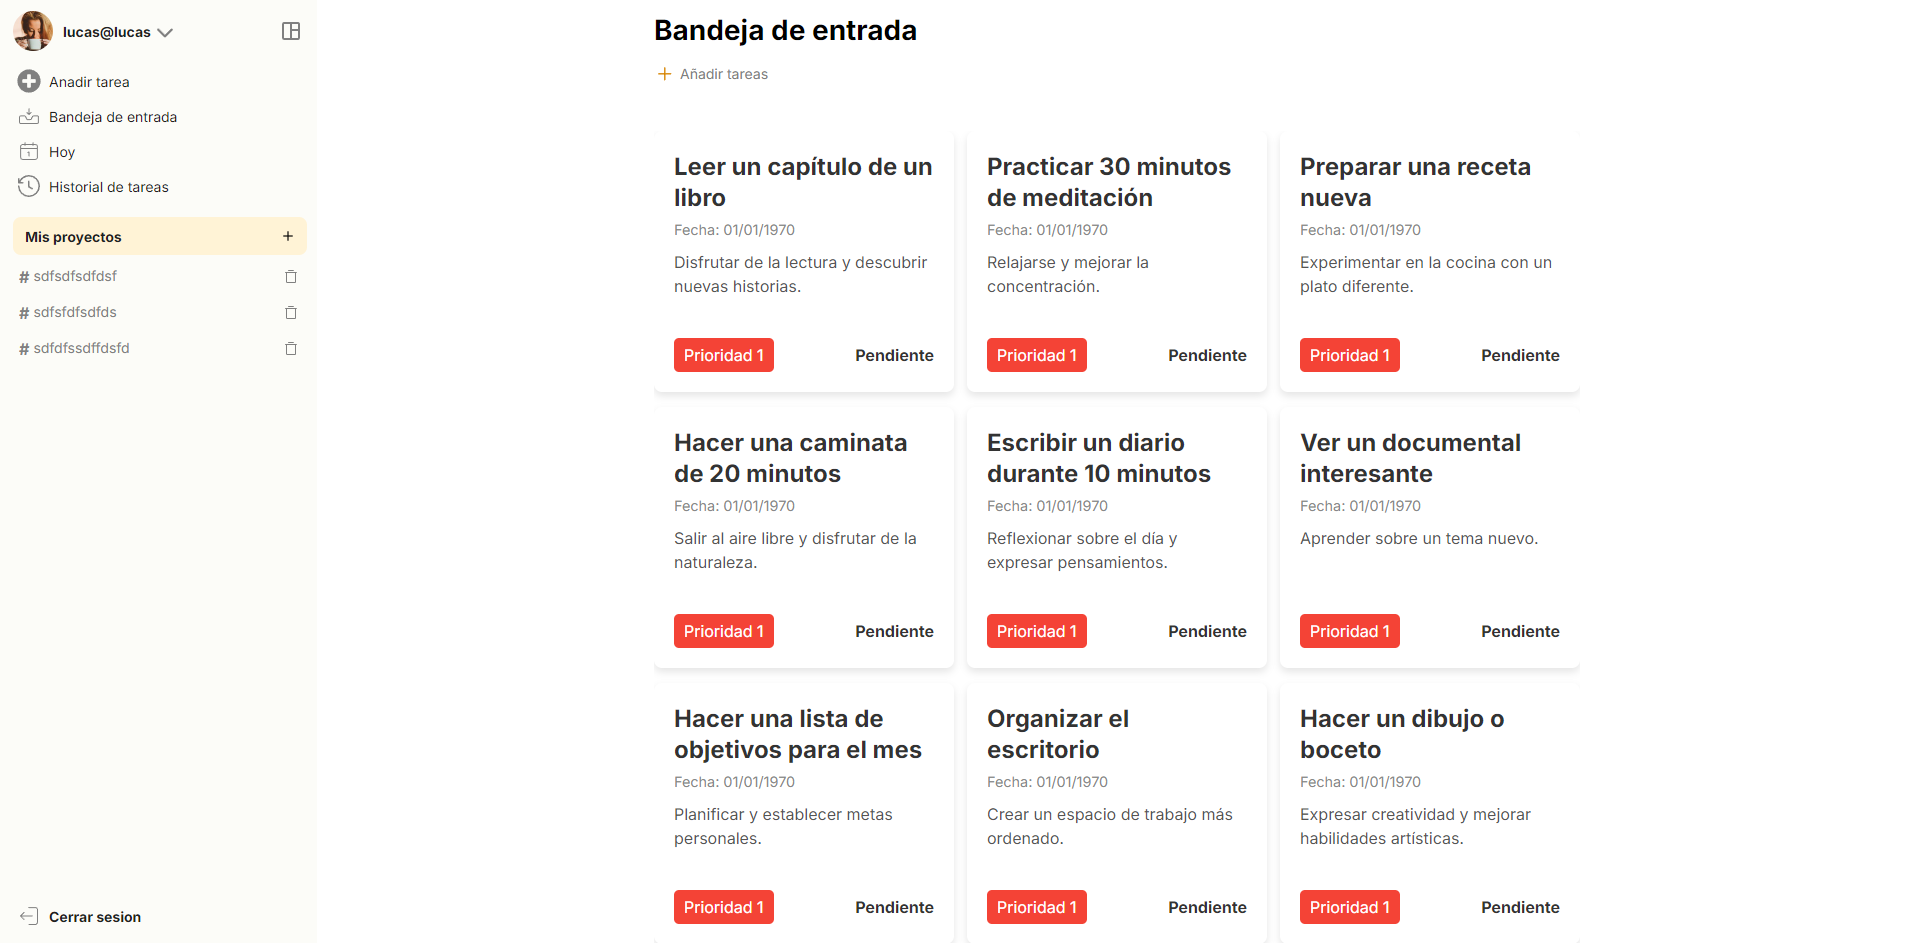 lucas@lucas
Anadir tarea
Bandeja de entrada
Hoy
Historial de tareas
Mis proyectos +
# sdfsdfsdfdsf
# sdfsfdfsdfds
# sdfdfssdffdsfd
Cerrar sesion
Bandeja de entrada
+ Añadir tareas
Leer un capítulo de un
libro
Fecha: 01/01/1970
Disfrutar de la lectura y descubrir
nuevas historias.
Prioridad 1 Pendiente
Practicar 30 minutos
de meditación
Fecha: 01/01/1970
Relajarse y mejorar la
concentración.
Prioridad 1 Pendiente
Preparar una receta
nueva
Fecha: 01/01/1970
Experimentar en la cocina con un
plato diferente.
Prioridad 1 Pendiente
Hacer una caminata
de 20 minutos
Fecha: 01/01/1970
Salir al aire libre y disfrutar de la
naturaleza.
Prioridad 1 Pendiente
Escribir un diario
durante 10 minutos
Fecha: 01/01/1970
Reflexionar sobre el día y
expresar pensamientos.
Prioridad 1 Pendiente
Ver un documental
interesante
Fecha: 01/01/1970
Aprender sobre un tema nuevo.
Prioridad 1 Pendiente
Hacer una lista de
objetivos para el mes
Fecha: 01/01/1970
Planificar y establecer metas
personales.
Prioridad 1 Pendiente
Organizar el
escritorio
Fecha: 01/01/1970
Crear un espacio de trabajo más
ordenado.
Prioridad 1 Pendiente
Hacer un dibujo o
boceto
Fecha: 01/01/1970
Expresar creatividad y mejorar
habilidades artísticas.
Prioridad 1 Pendiente